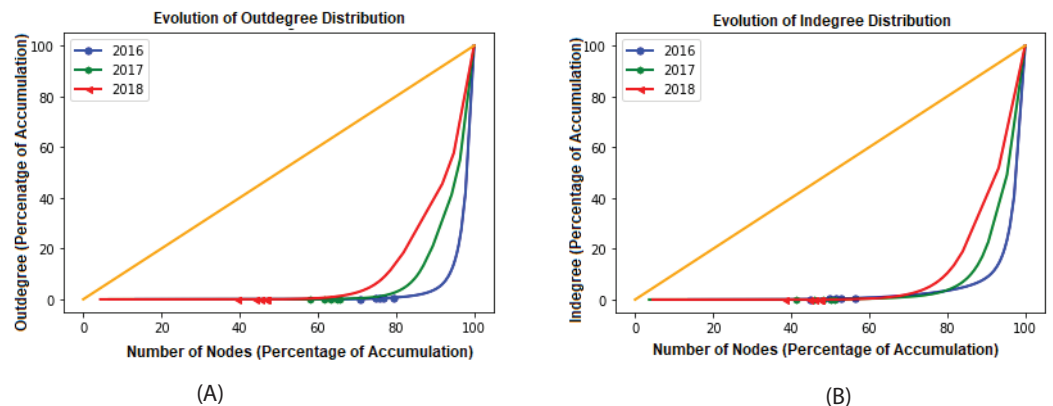 Evolution of Outdegree Distribution
100
80
60
40
20
0
2016
2017
2018
Outdegree (Percenatge of Accumulation)
0 20 40 60 80 100
Number of Nodes (Percentage of Accumulation)
(A)
Evolution of Indegree Distribution
100
80
60
40
20
0
2016
2017
2018
Indegree (Percentage of Accumulation)
0 20 40 60 80 100
Number of Nodes (Percentage of Accumulation)
(B)